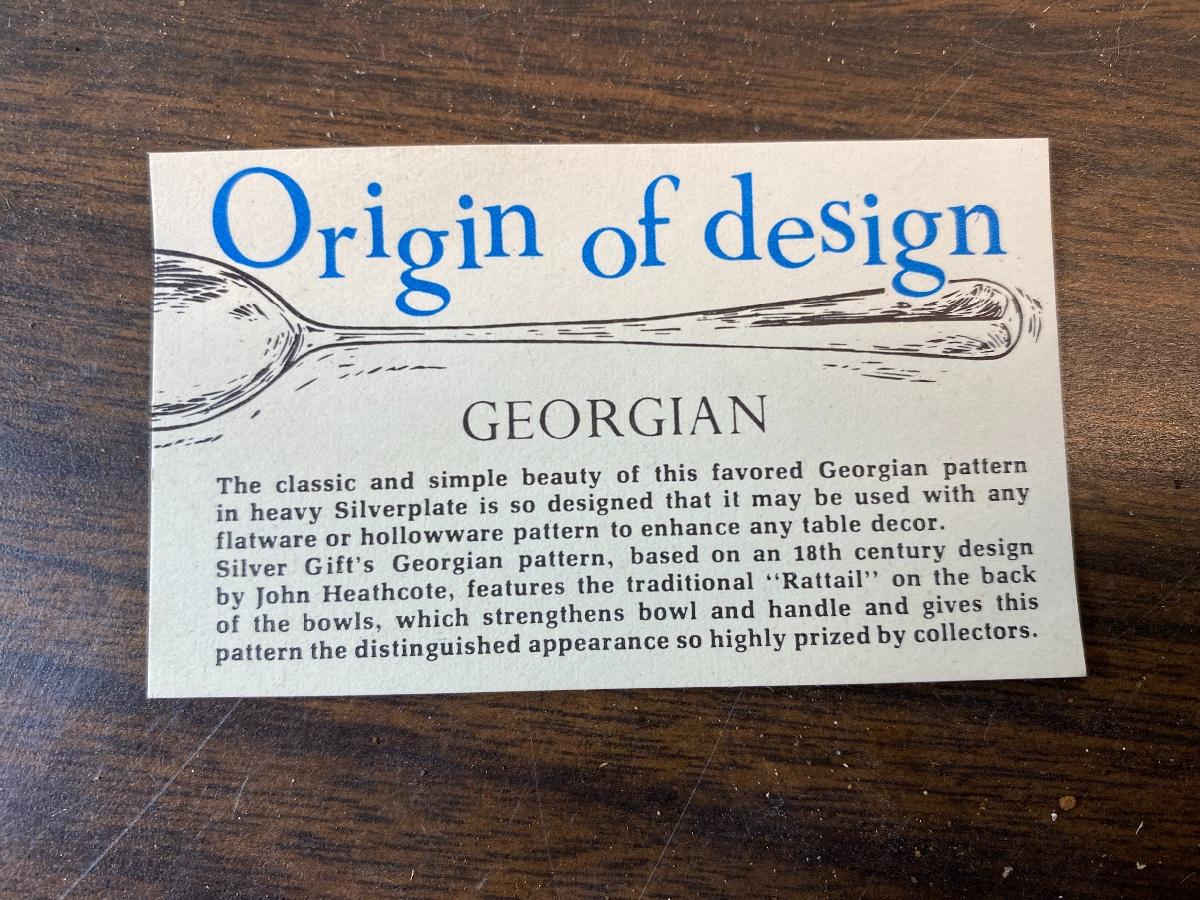 Origin of design
GEORGIAN
The classic and simple beauty of this favored Georgian pattern
in heavy Silverplate is so designed that it may be used with any
flatware or hollowware pattern to enhance any table decor.
Silver Gift's Georgian pattern, based on an 18th century design
by John Heathcote, features the traditional "Rattail" on the back
of the bowls, which strengthens bowl and handle and gives this
pattern the distinguished appearance so highly prized by collectors.